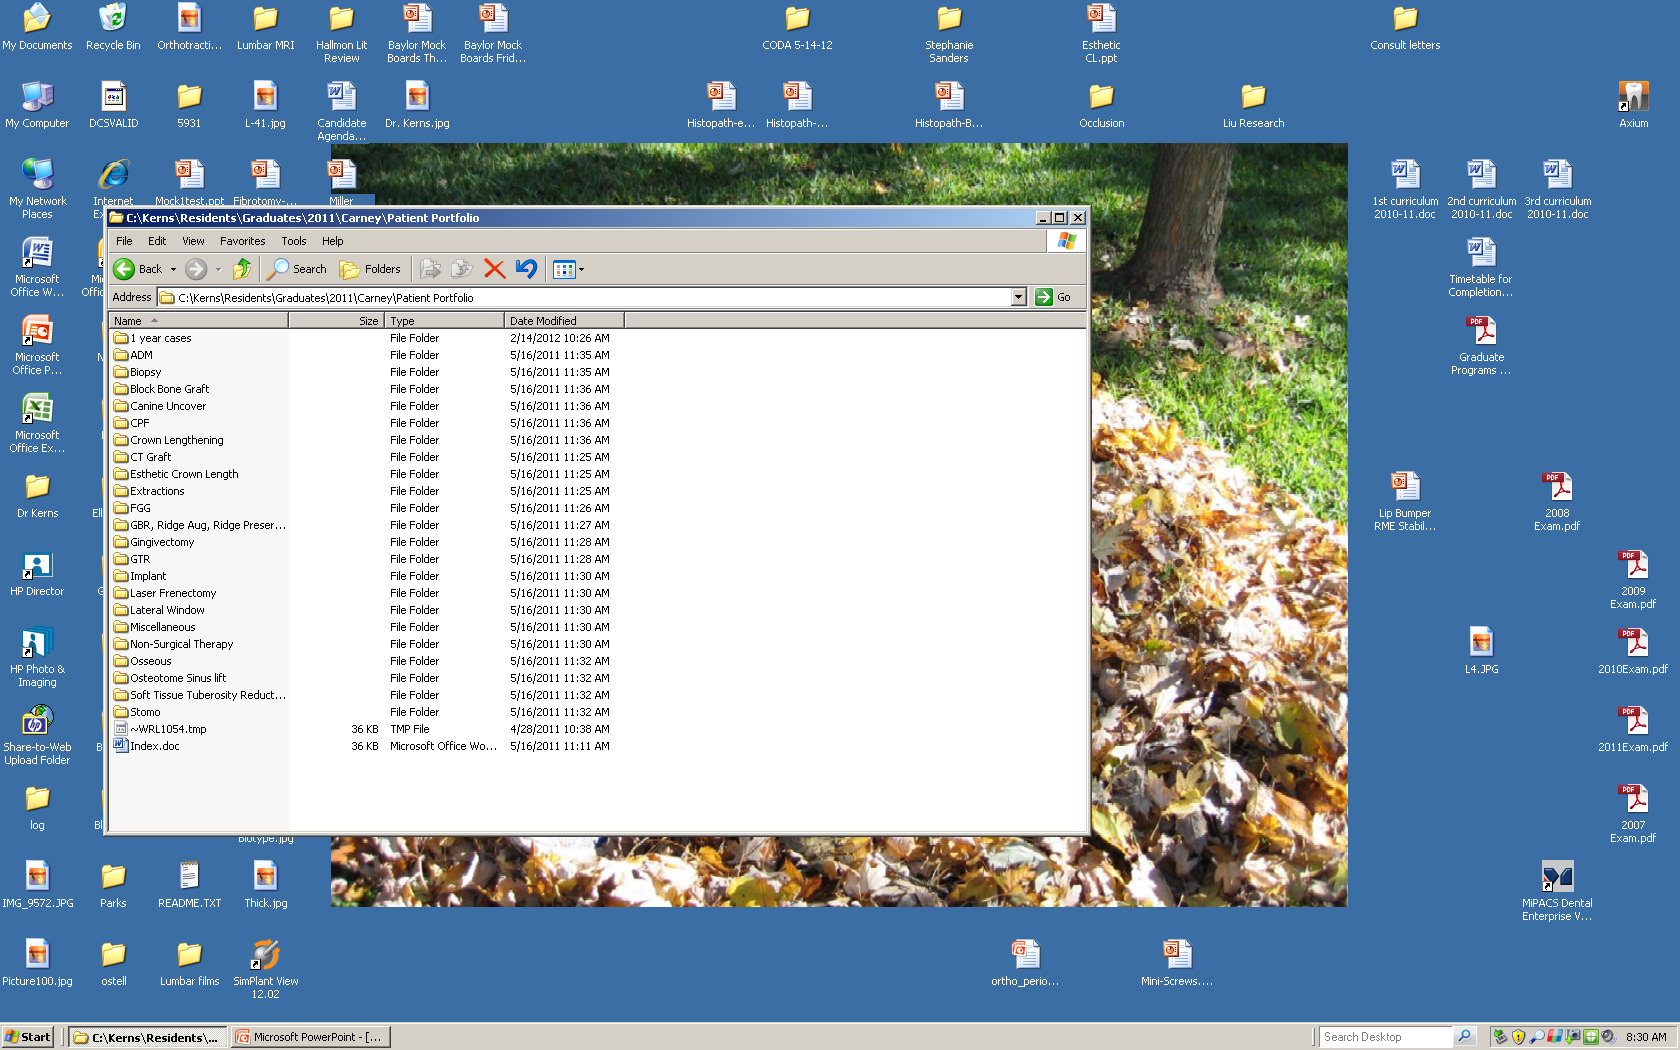 My Documents
Recycle Bin
Orthotracti...
Lumbar MRI
Hallmon Lit
Review
Baylor Mock
Boards Th...
Baylor Mock
Boards Frid...
CODA 5-14-12
Stephanie
Sanders
Esthetic
CL.ppt
Consult letters
My Computer
DCSVALID
5931
L-41.jpg
Candidate
Agenda...
Dr. Kerns.jpg
Histopath-e...
Histopath-...
Histopath-B...
Occlusion
Liu Research
Axium
My Network
Places
Internet
Mock1test.ppt
Fibrotomy-...
Miller
1st curriculum
2010-11.doc
2nd curriculum
2010-11.doc
3rd curriculum
2010-11.doc
C:\Kerns\Residents\Graduates\2011\Carney\Patient Portfolio
File Edit View Favorites Tools Help
Back Search Folders
Address C:\Kerns\Residents\Graduates\2011\Carney\Patient Portfolio Go
Name Size Type Date Modified
1 year cases File Folder 2/14/2012 10:26 AM
ADM File Folder 5/16/2011 11:35 AM
Biopsy File Folder 5/16/2011 11:35 AM
Block Bone Graft File Folder 5/16/2011 11:36 AM
Canine Uncover File Folder 5/16/2011 11:36 AM
CPF File Folder 5/16/2011 11:36 AM
Crown Lengthening File Folder 5/16/2011 11:36 AM
CT Graft File Folder 5/16/2011 11:25 AM
Esthetic Crown Length File Folder 5/16/2011 11:25 AM
Extractions File Folder 5/16/2011 11:25 AM
FGG File Folder 5/16/2011 11:26 AM
GBR, Ridge Aug, Ridge Preser... File Folder 5/16/2011 11:27 AM
Gingivectomy File Folder 5/16/2011 11:28 AM
GTR File Folder 5/16/2011 11:28 AM
Implant File Folder 5/16/2011 11:30 AM
Laser Frenectomy File Folder 5/16/2011 11:30 AM
Lateral Window File Folder 5/16/2011 11:30 AM
Miscellaneous File Folder 5/16/2011 11:30 AM
Non-Surgical Therapy File Folder 5/16/2011 11:30 AM
Osseous File Folder 5/16/2011 11:32 AM
Osteotome Sinus lift File Folder 5/16/2011 11:32 AM
Soft Tissue Tuberosity Reduct... File Folder 5/16/2011 11:32 AM
Stomo File Folder 5/16/2011 11:32 AM
~WRL1054.tmp 36 KB TMP File 4/28/2011 10:38 AM
Index.doc 36 KB Microsoft Office Wo... 5/16/2011 11:11 AM
Microsoft
Office W...
Microsoft
Office P...
Microsoft
Office Ex...
Dr Kerns
HP Director
HP Photo &
Imaging
Share-to-Web
Upload Folder
log
Biotype.jpg
Timetable for
Completion...
Graduate
Programs ...
Lip Bumper
RME Stabil...
2008
Exam.pdf
2009
Exam.pdf
L4.JPG
2010Exam.pdf
2011Exam.pdf
2007
Exam.pdf
IMG_9572.JPG
Parks
README.TXT
Thick.jpg
MiPACS Dental
Enterprise V...
Picture100.jpg
ostell
Lumbar films
SimPlant View
12.02
ortho_perio...
Mini-Screws....
Start C:\Kerns\Residents\... Microsoft PowerPoint - [... Search Desktop 8:30 AM